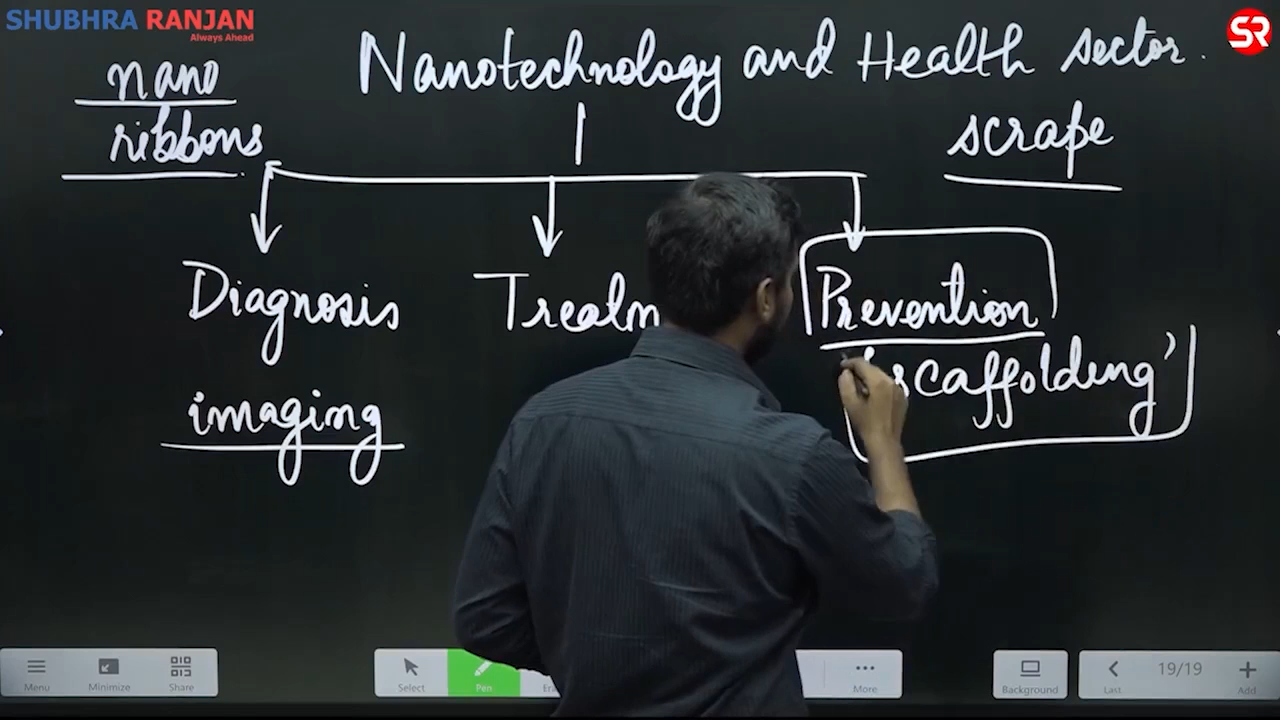 SHUBHRA RANJAN
Always Ahead
SR
Nanotechnology and Health sector.
nano
ribbons
scrape
Diagnosis
Prevention
scaffolding'
imaging
Menu
Minimize
Share
Select
Pen
More
Background
Last
19/19
Add